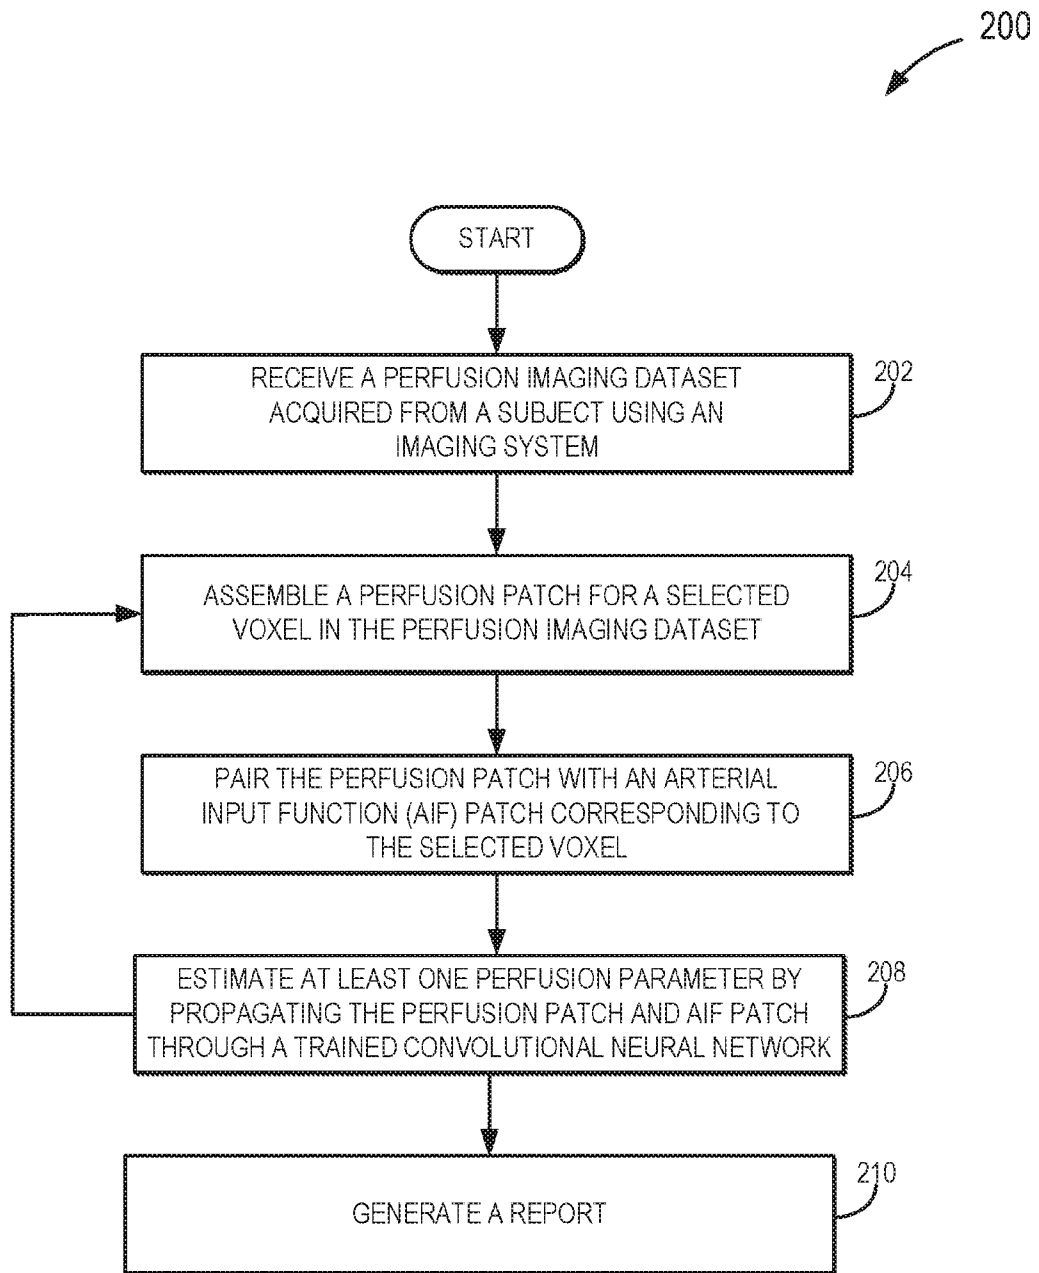 200
START
RECEIVE A PERFUSION IMAGING DATASET
ACQUIRED FROM A SUBJECT USING AN
IMAGING SYSTEM
202
ASSEMBLE A PERFUSION PATCH FOR A SELECTED
VOXEL IN THE PERFUSION IMAGING DATASET
204
PAIR THE PERFUSION PATCH WITH AN ARTERIAL
INPUT FUNCTION (AIF) PATCH CORRESPONDING TO
THE SELECTED VOXEL
206
ESTIMATE AT LEAST ONE PERFUSION PARAMETER BY
PROPAGATING THE PERFUSION PATCH AND AIF PATCH
THROUGH A TRAINED CONVOLUTIONAL NEURAL NETWORK
208
GENERATE A REPORT
210